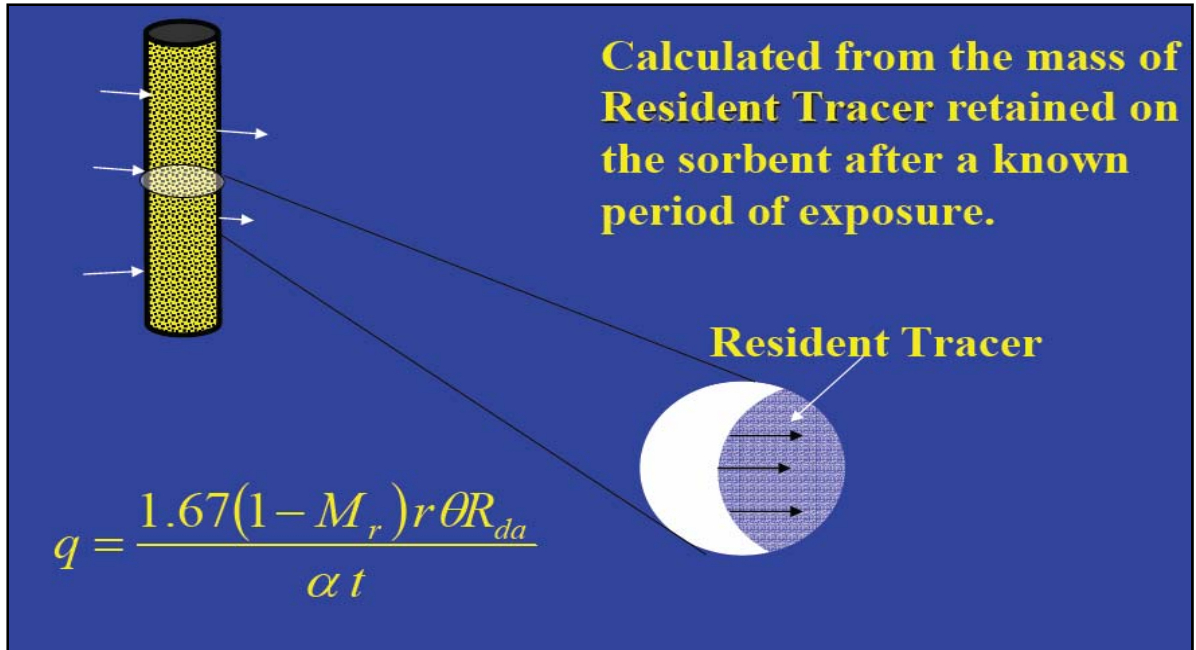 Calculated from the mass of
Resident Tracer retained on
the sorbent after a known
period of exposure.
Resident Tracer
q = 1.67(1 − M_r) r θ R_da / α t